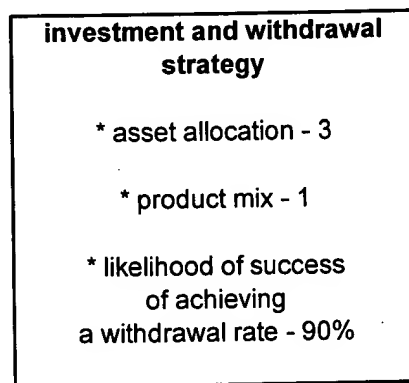 investment and withdrawal
strategy
* asset allocation - 3
* product mix - 1
* likelihood of success
of achieving
a withdrawal rate - 90%